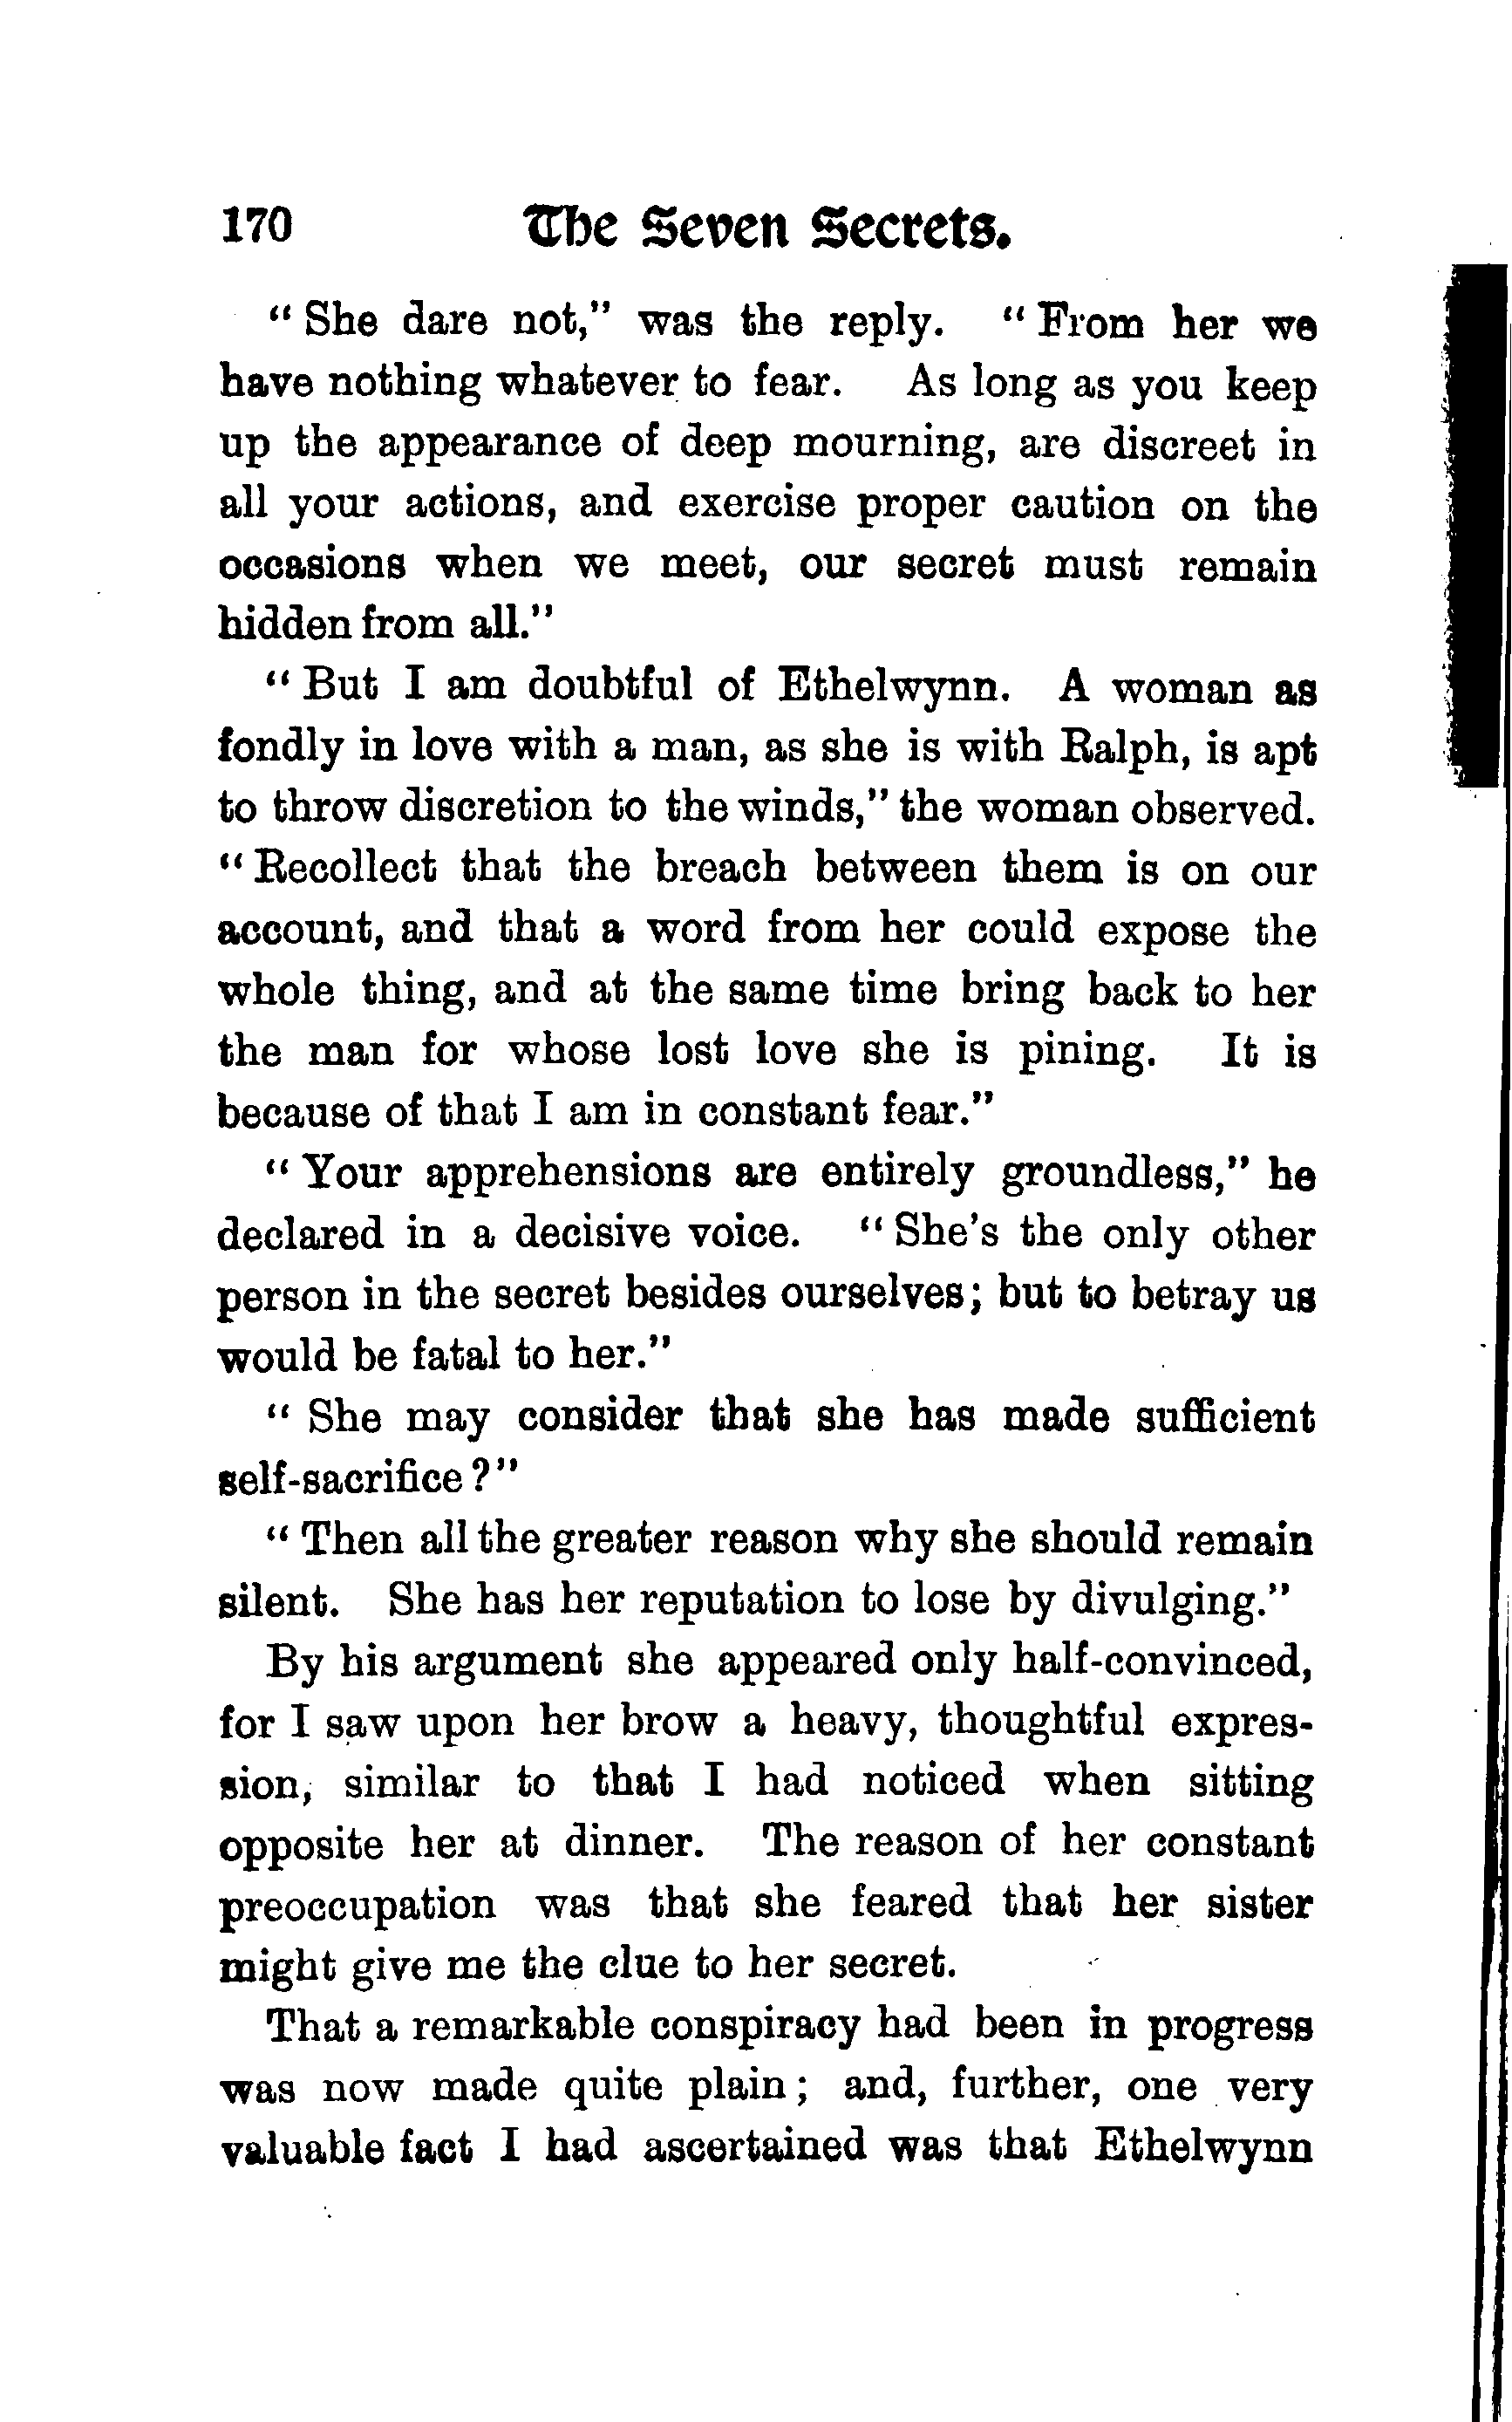 170 The Seven Secrets.
" She dare not," was the reply. " From her we
have nothing whatever to fear. As long as you keep
up the appearance of deep mourning, are discreet in
all your actions, and exercise proper caution on the
occasions when we meet, our secret must remain
hidden from all."
" But I am doubtful of Ethelwynn. A woman as
fondly in love with a man, as she is with Ralph, is apt
to throw discretion to the winds," the woman observed.
" Recollect that the breach between them is on our
account, and that a word from her could expose the
whole thing, and at the same time bring back to her
the man for whose lost love she is pining. It is
because of that I am in constant fear."
" Your apprehensions are entirely groundless," he
declared in a decisive voice. " She's the only other
person in the secret besides ourselves; but to betray us
would be fatal to her."
" She may consider that she has made sufficient
self-sacrifice ?"
" Then all the greater reason why she should remain
silent. She has her reputation to lose by divulging."
By his argument she appeared only half-convinced,
for I saw upon her brow a heavy, thoughtful expres-
sion, similar to that I had noticed when sitting
opposite her at dinner. The reason of her constant
preoccupation was that she feared that her sister
might give me the clue to her secret.
That a remarkable conspiracy had been in progress
was now made quite plain ; and, further, one very
valuable fact I had ascertained was that Ethelwynn